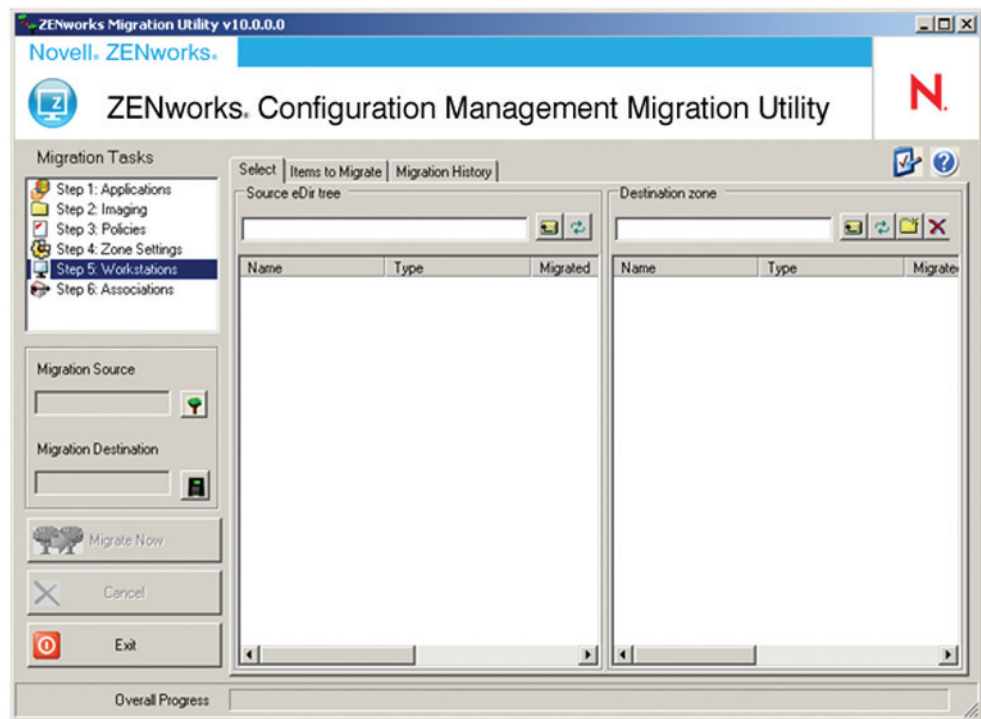 ZENworks Migration Utility v10.0.0.0
Novell® ZENworks®
Z
ZENworks® Configuration Management Migration Utility
N
Migration Tasks
Step 1: Applications
Step 2: Imaging
Step 3: Policies
Step 4: Zone Settings
Step 5: Workstations
Step 6: Associations
Select
Items to Migrate
Migration History
Source eDir tree
Destination zone
Name Type Migrated
Name Type Migrate
Migration Source
Migration Destination
Migrate Now
Cancel
Exit
Overall Progress